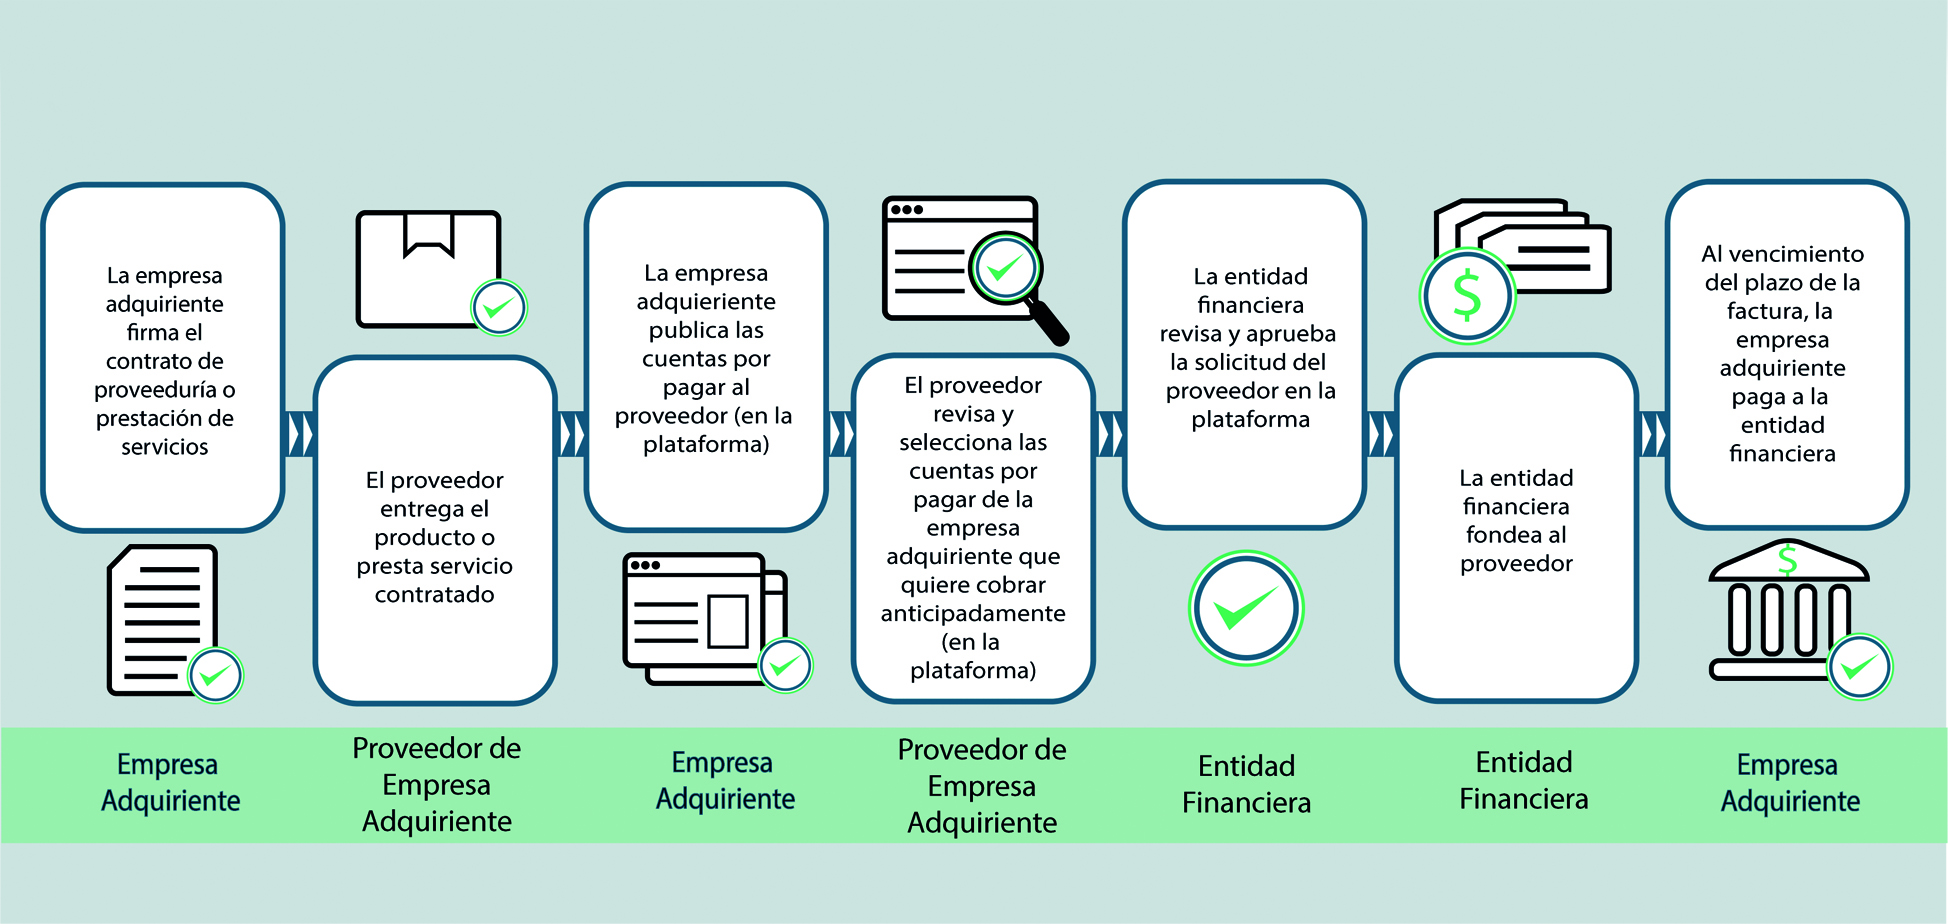 La empresa
adquiriente
firma el
contrato de
proveeduría o
prestación de
servicios
El proveedor
entrega el
producto o
presta servicio
contratado
La empresa
adquieriente
publica las
cuentas por
pagar al
proveedor (en la
plataforma)
El proveedor
revisa y
selecciona las
cuentas por
pagar de la
empresa
adquiriente que
quiere cobrar
anticipadamente
(en la
plataforma)
La entidad
financiera
revisa y aprueba
la solicitud del
proveedor en la
plataforma
$
La entidad
financiera
fondea al
proveedor
Al vencimiento
del plazo de la
factura, la
empresa
adquiriente
paga a la
entidad
financiera
$
Empresa
Adquiriente
Proveedor de
Empresa
Adquiriente
Empresa
Adquiriente
Proveedor de
Empresa
Adquiriente
Entidad
Financiera
Entidad
Financiera
Empresa
Adquiriente